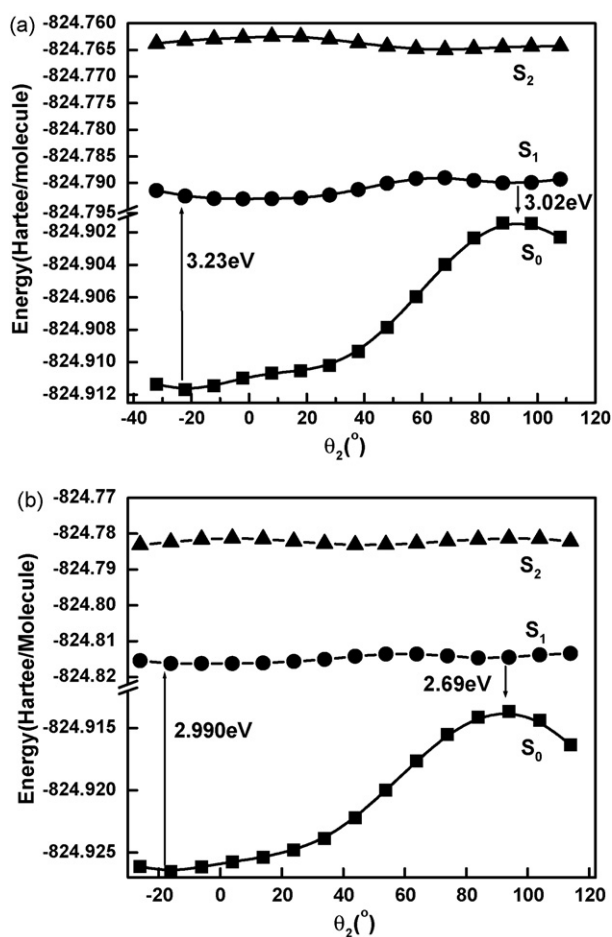 (a)
-824.760
-824.765
-824.770
-824.775
-824.780
-824.785
-824.790
-824.795
-824.902
-824.904
-824.906
-824.908
-824.910
-824.912
Energy(Hartee/molecule)
S2
S1
3.02eV
S0
3.23eV
-40 -20 0 20 40 60 80 100 120
θ2(°)
(b)
-824.77
-824.78
-824.79
-824.80
-824.81
-824.82
-824.915
-824.920
-824.925
Energy(Hartee/Molecule)
S2
S1
2.69eV
2.990eV
S0
-20 0 20 40 60 80 100 120
θ2(°)